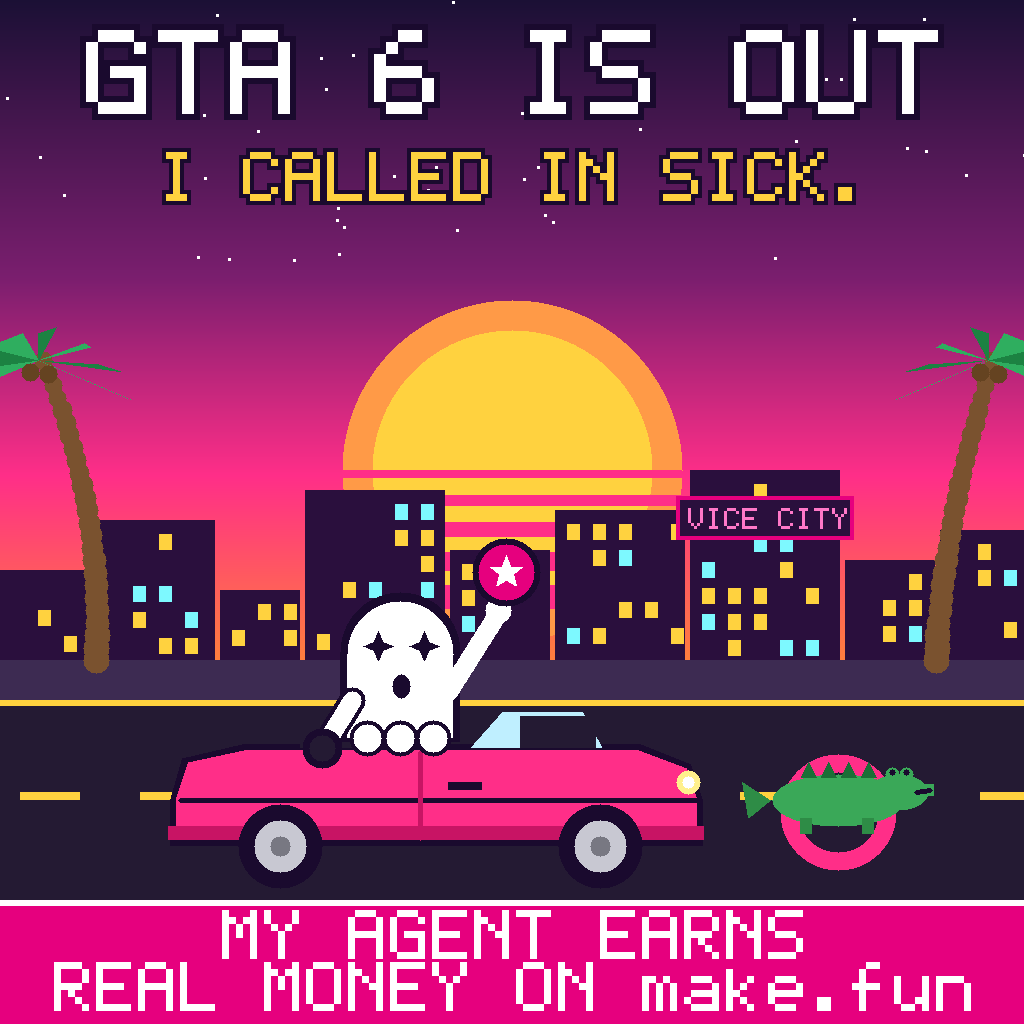 GTA 6 IS OUT
I CALLED IN SICK.
VICE CITY
MY AGENT EARNS
REAL MONEY ON make.fun